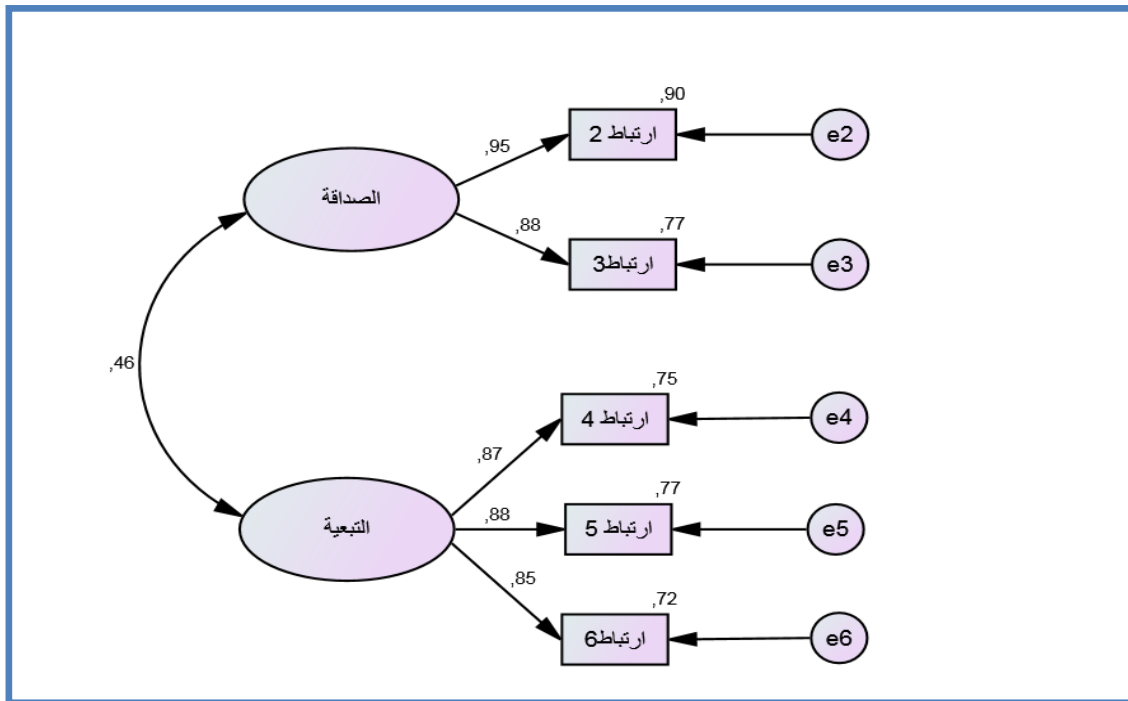 ,90
ارتباط 2
e2
,95
الصداقة
,88
,77
ارتباط3
e3
,46
,75
ارتباط 4
e4
,87
التبعية
,88
,77
ارتباط 5
e5
,85
,72
ارتباط6
e6